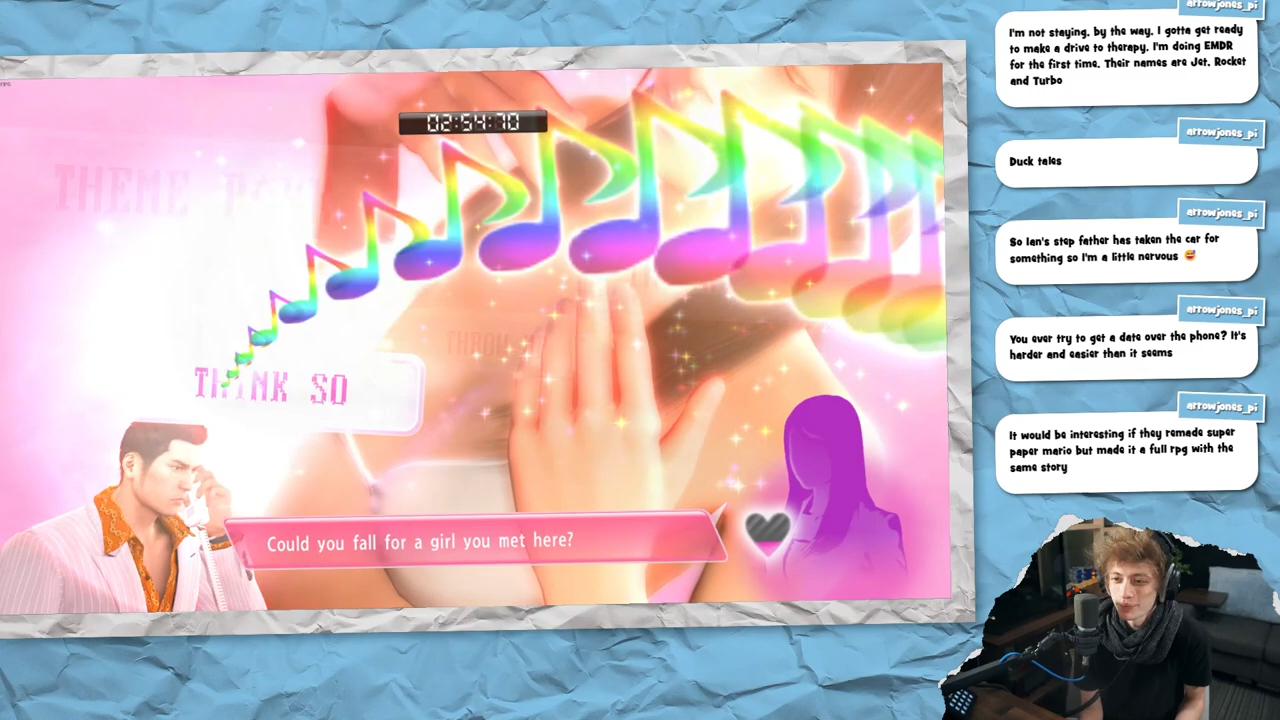 THEME
02:54:70
TH NK SO
Could you fall for a girl you met here?
arrowjones_pi
I'm not staying, by the way, I gotta get ready
to make a drive to therapy. I'm doing EMDR
for the first time. Their names are Jet, Rocket
and Turbo
arrowjones_pi
Duck tales
arrowjones_pi
So Ian's step father has taken the car for
something so I'm a little nervous 😅
arrowjones_pi
You ever try to get a date over the phone? It's
harder and easier than it seems
arrowjones_pi
It would be interesting if they remade super
paper mario but made it a full rpg with the
same story